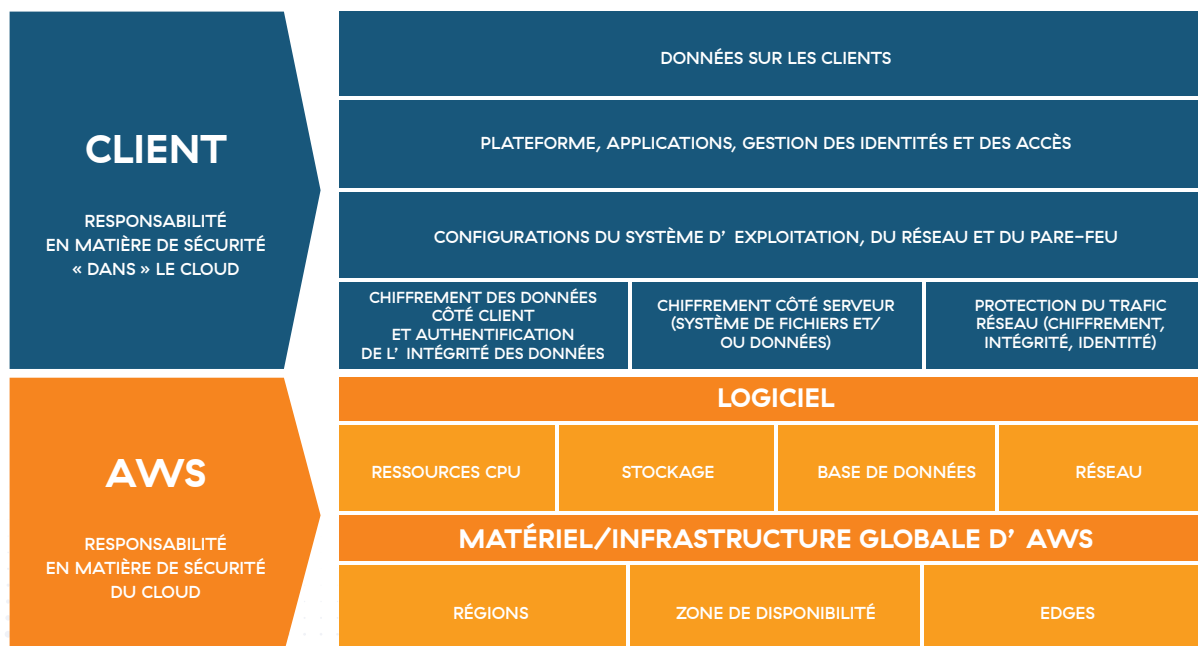 CLIENT
RESPONSABILITÉ
EN MATIÈRE DE SÉCURITÉ
« DANS » LE CLOUD
DONNÉES SUR LES CLIENTS
PLATEFORME, APPLICATIONS, GESTION DES IDENTITÉS ET DES ACCÈS
CONFIGURATIONS DU SYSTÈME D’ EXPLOITATION, DU RÉSEAU ET DU PARE-FEU
CHIFFREMENT DES DONNÉES
CÔTÉ CLIENT
ET AUTHENTIFICATION
DE L’ INTÉGRITÉ DES DONNÉES
CHIFFREMENT CÔTÉ SERVEUR
(SYSTÈME DE FICHIERS ET/
OU DONNÉES)
PROTECTION DU TRAFIC
RÉSEAU (CHIFFREMENT,
INTÉGRITÉ, IDENTITÉ)
AWS
RESPONSABILITÉ
EN MATIÈRE DE SÉCURITÉ
DU CLOUD
LOGICIEL
RESSOURCES CPU
STOCKAGE
BASE DE DONNÉES
RÉSEAU
MATÉRIEL/INFRASTRUCTURE GLOBALE D’ AWS
RÉGIONS
ZONE DE DISPONIBILITÉ
EDGES